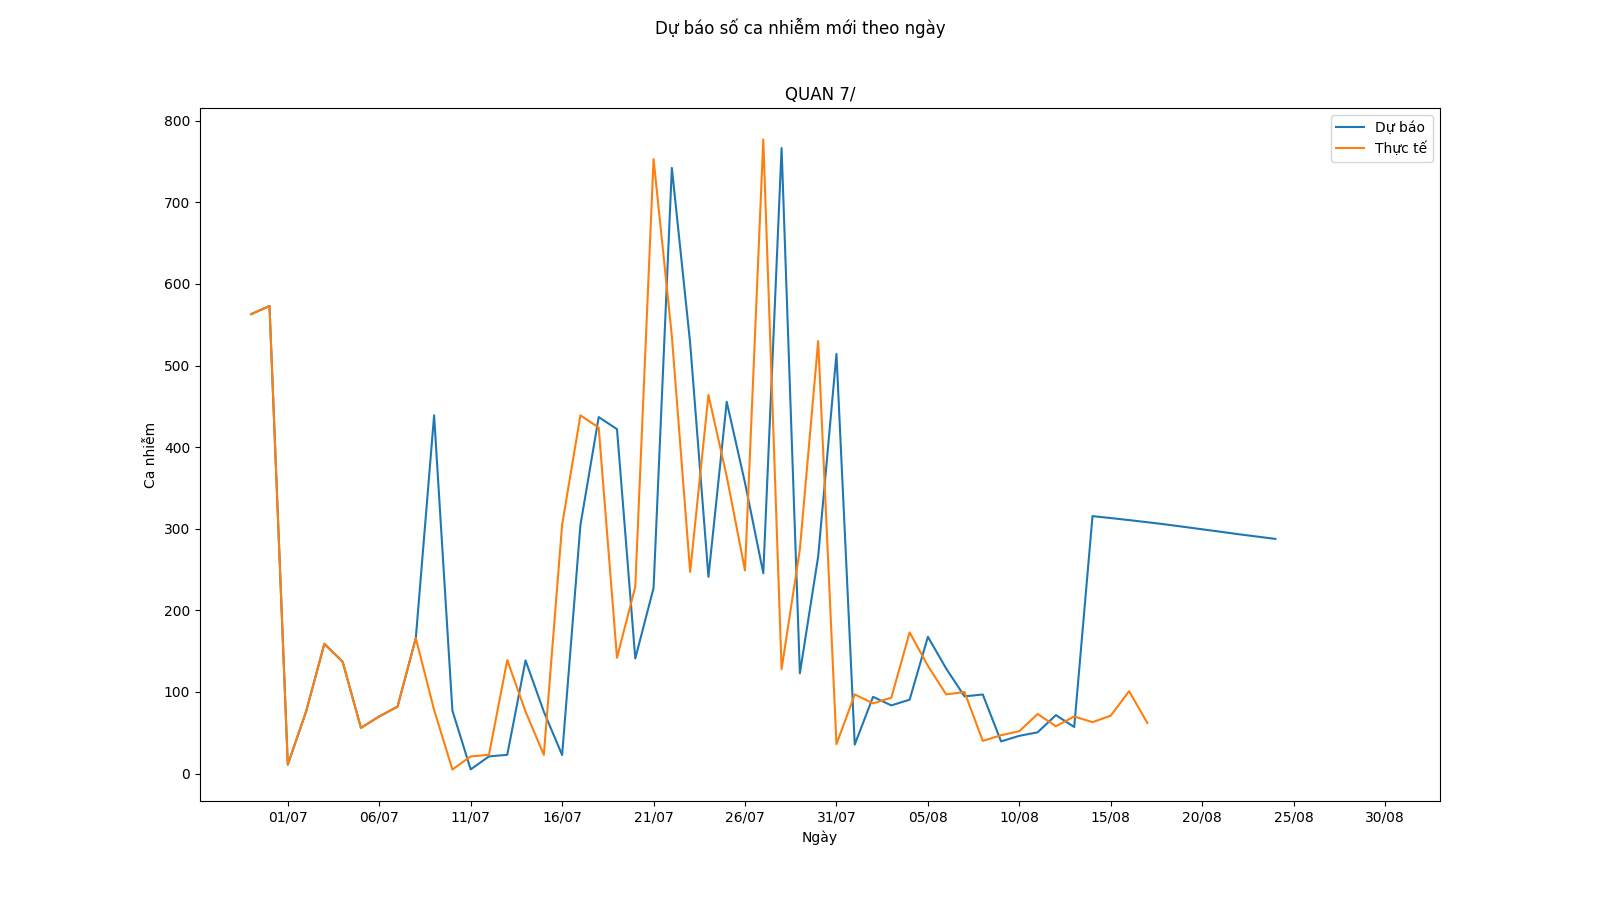 Dự báo số ca nhiễm mới theo ngày
QUAN 7/
Dự báo
Thực tế
Ca nhiễm
800
700
600
500
400
300
200
100
0
01/07 06/07 11/07 16/07 21/07 26/07 31/07 05/08 10/08 15/08 20/08 25/08 30/08
Ngày